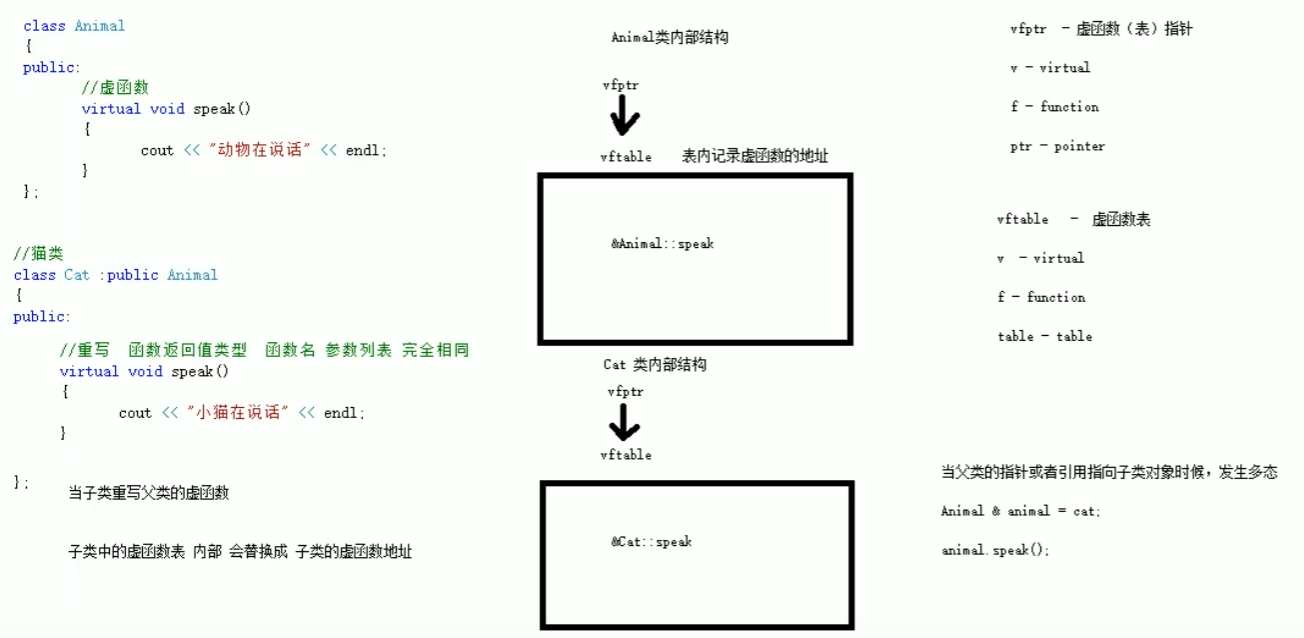 class Animal
{
public:
//虚函数
virtual void speak()
{
cout << "动物在说话" << endl;
}
};
//猫类
class Cat :public Animal
{
public:
//重写 函数返回值类型 函数名 参数列表 完全相同
virtual void speak()
{
cout << "小猫在说话" << endl;
}
};
当子类重写父类的虚函数
子类中的虚函数表 内部 会替换成 子类的虚函数地址
Animal类内部结构
vfptr
vftable 表内记录虚函数的地址
&Animal::speak
Cat 类内部结构
vfptr
vftable
&Cat::speak
vfptr - 虚函数（表）指针
v - virtual
f - function
ptr - pointer
vftable - 虚函数表
v - virtual
f - function
table - table
当父类的指针或者引用指向子类对象时候，发生多态
Animal & animal = cat;
animal.speak();